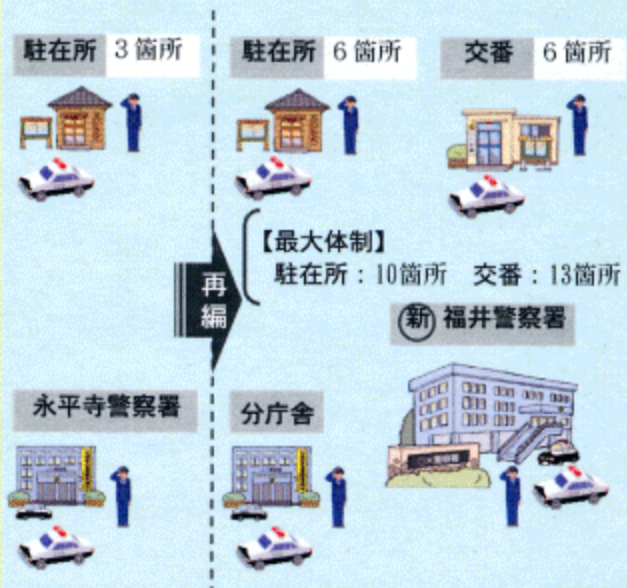 駐在所 3箇所
駐在所 6箇所
交番 6箇所
【最大体制】
駐在所：10箇所 交番：13箇所
再編
新 福井警察署
永平寺警察署
分庁舎